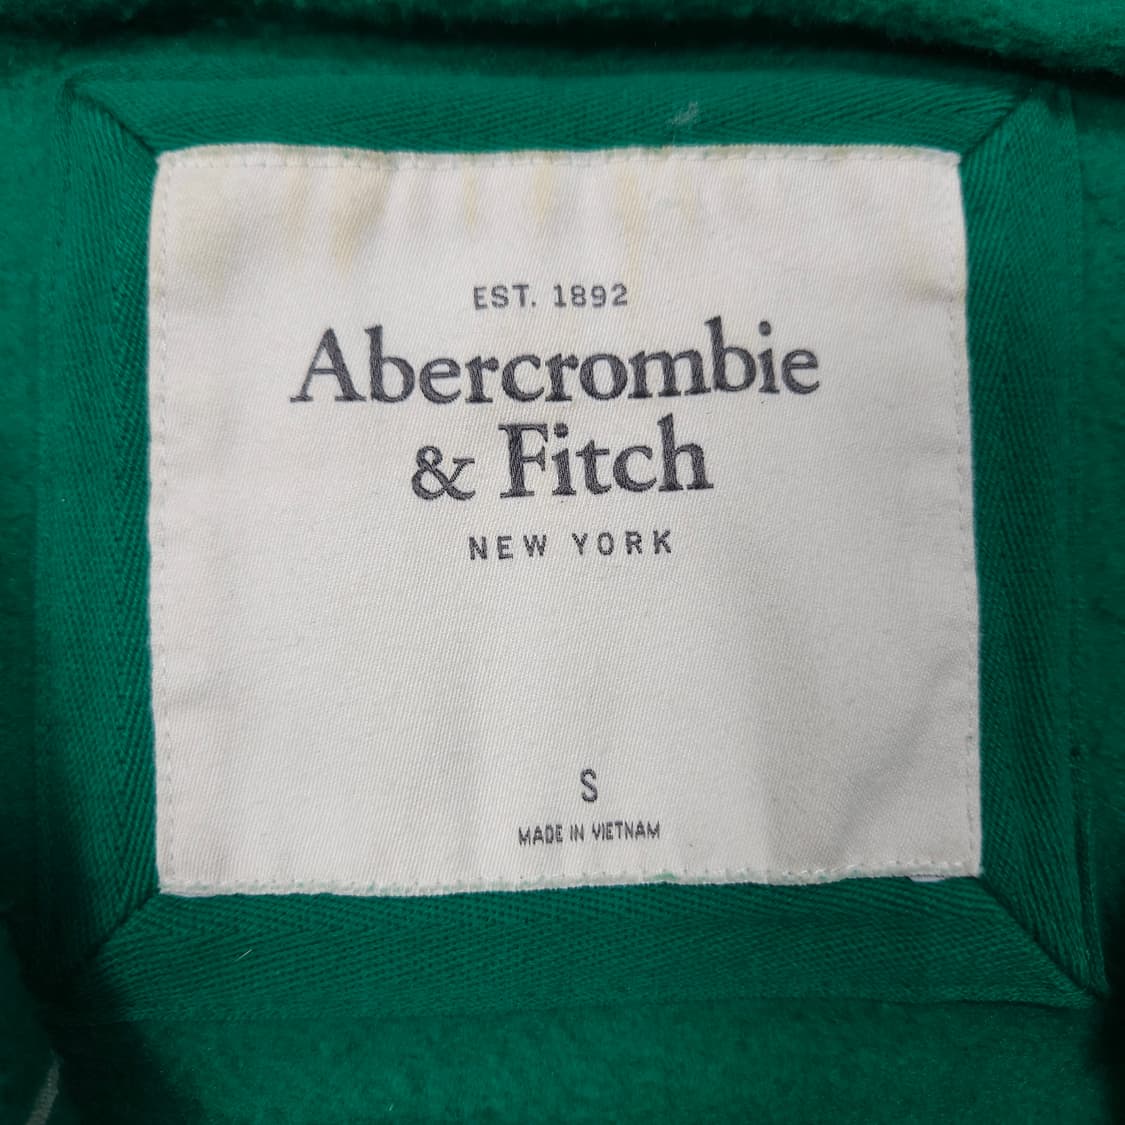 EST. 1892
Abercrombie
& Fitch
NEW YORK
S
MADE IN VIETNAM